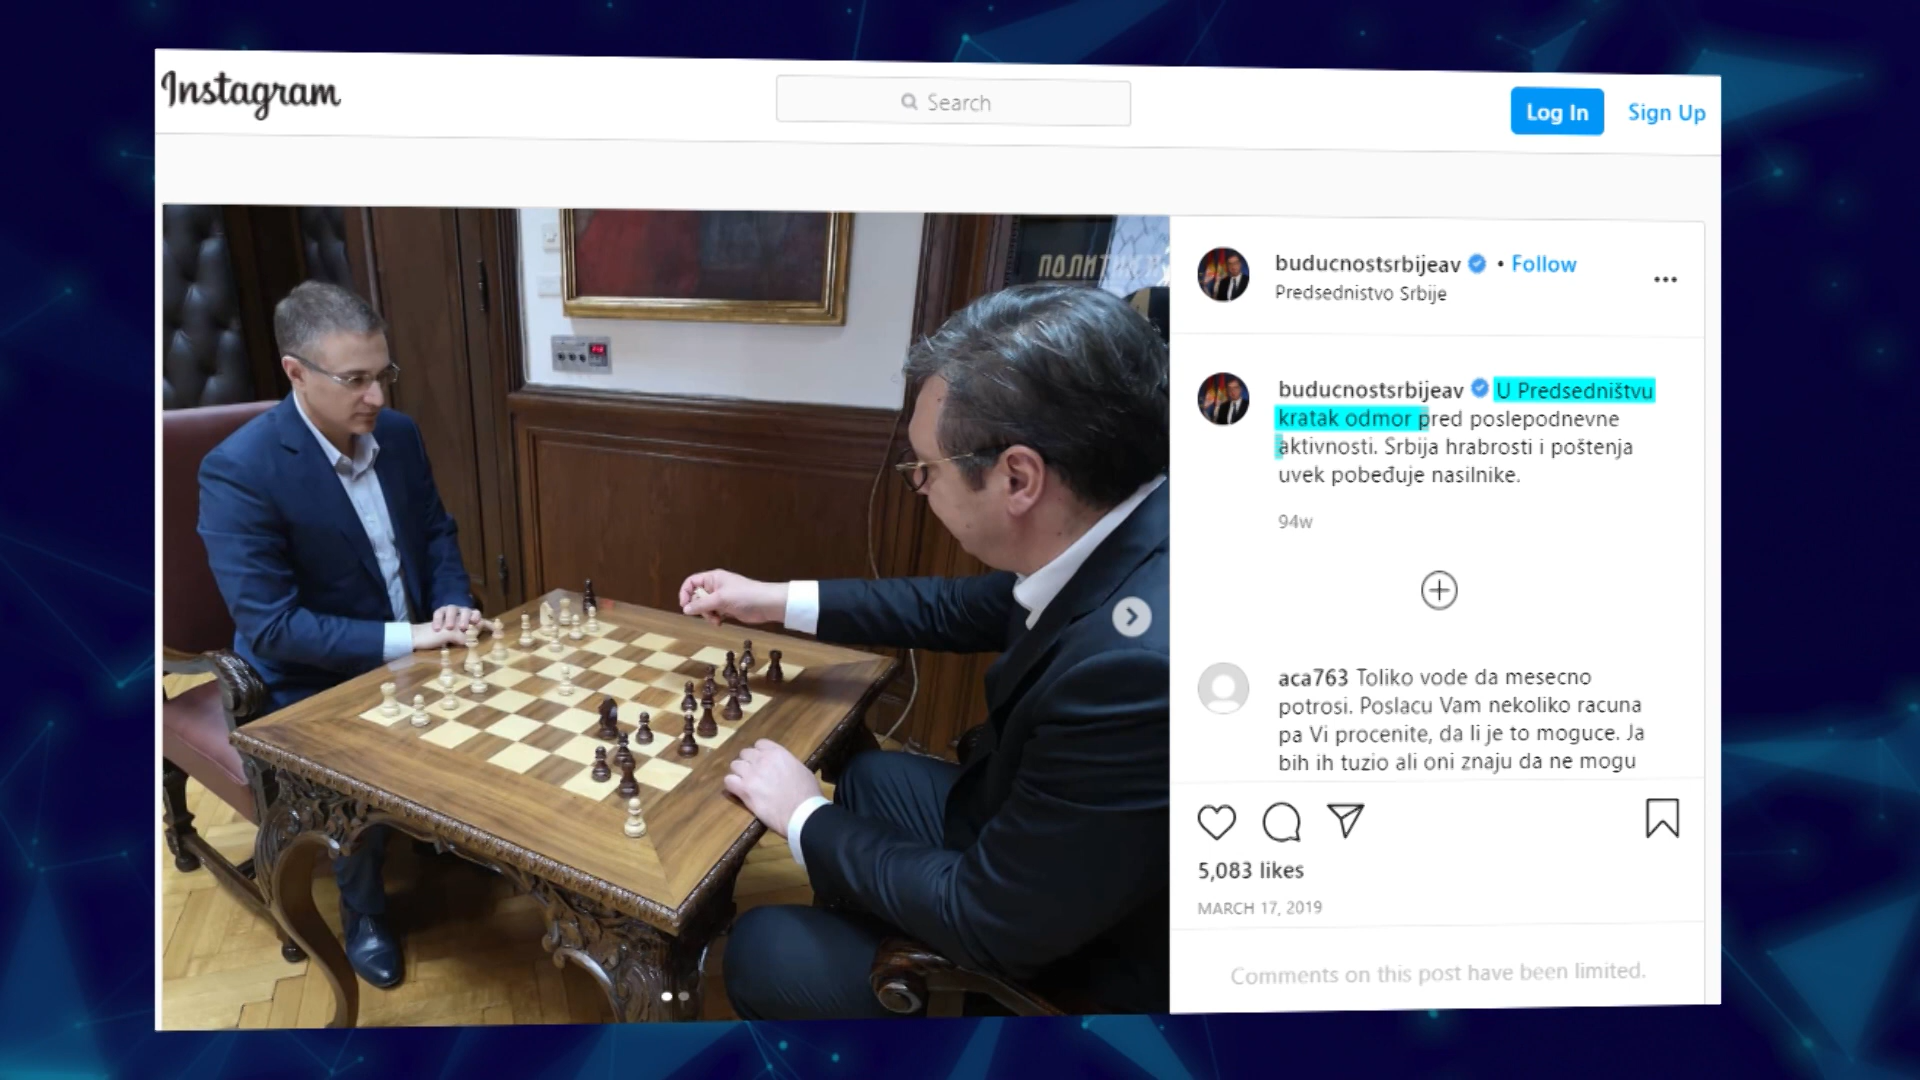 Instagram
Search
Log In
Sign Up
ПОЛИТИКА
buducnostsrbijeav • Follow
Predsednistvo Srbije
buducnostsrbijeav U Predsedništvu
kratak odmor pred poslepodnevne
aktivnosti. Srbija hrabrosti i poštenja
uvek pobeđuje nasilnike.
94w
aca763 Toliko vode da mesecno
potrosi. Poslacu Vam nekoliko racuna
pa Vi procenite, da li je to moguce. Ja
bih ih tuzio ali oni znaju da ne mogu
5,083 likes
MARCH 17, 2019
Comments on this post have been limited.